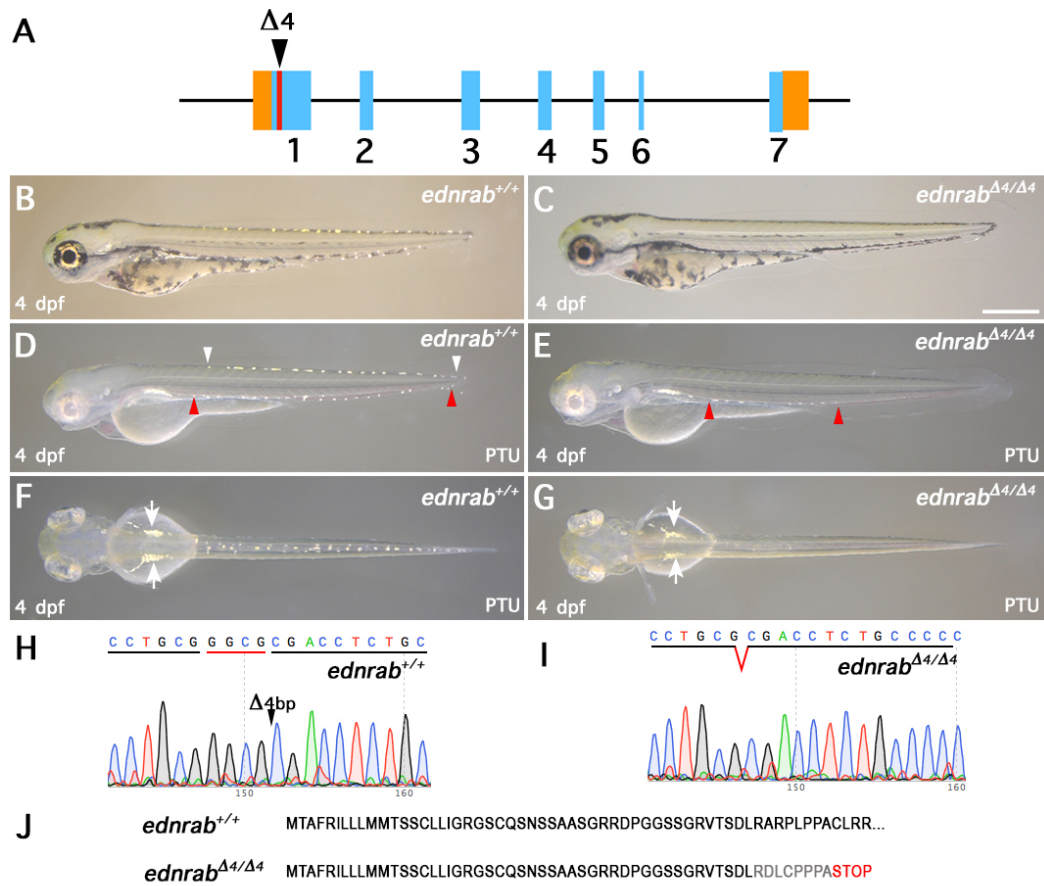 A
Δ4
1 2 3 4 5 6 7
B
ednrab+/+
4 dpf
C
ednrabΔ4/Δ4
4 dpf
D
ednrab+/+
4 dpf
PTU
E
ednrabΔ4/Δ4
4 dpf
PTU
F
ednrab+/+
4 dpf
PTU
G
ednrabΔ4/Δ4
4 dpf
PTU
H
C C T G C G G G C G C G A C C T C T G C
ednrab+/+
Δ4bp
150 160
I
C C T G C G C G A C C T C T G C C C C C
ednrabΔ4/Δ4
150 160
J
ednrab+/+ MTAFRILLLMMTSSCLLIGRGSCQSNSSAASGRRDPGGSSGRVTSDLRARPLPPACLRR...
ednrabΔ4/Δ4 MTAFRILLLMMTSSCLLIGRGSCQSNSSAASGRRDPGGSSGRVTSDLRDLCPPPASTOP